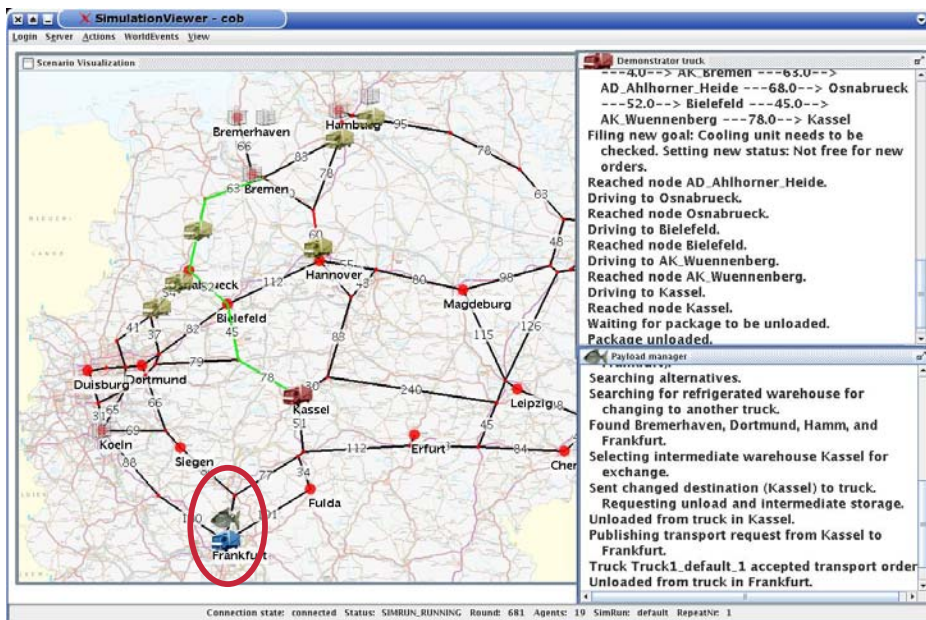 SimulationViewer - cob
Login Server Actions WorldEvents View
Scenario Visualization
Bremerhaven
Hamburg
95
66
83
78
78
Bremen
63
63
60
48
55
Hannover
80
98
Magdeburg
112
52
Bielefeld
82
45
41
37
79
88
115
126
Duisburg
Dortmund
78
Kassel
240
Leipzig
31
65
66
69
Koeln
51
112
Erfurt
45
84
Siegen
77
34
88
Fulda
Frankfurt
Demonstrator truck
---4.0--> AK_Bremen ---63.0-->
AD_Ahlhorner_Heide ---68.0--> Osnabrueck
---52.0--> Bielefeld ---45.0-->
AK_Wuennenberg ---78.0--> Kassel
Filing new goal: Cooling unit needs to be
checked. Setting new status: Not free for new
orders.
Reached node AD_Ahlhorner_Heide.
Driving to Osnabrueck.
Reached node Osnabrueck.
Driving to Bielefeld.
Reached node Bielefeld.
Driving to AK_Wuennenberg.
Reached node AK_Wuennenberg.
Driving to Kassel.
Reached node Kassel.
Waiting for package to be unloaded.
Package unloaded.
Payload manager
Searching alternatives.
Searching for refrigerated warehouse for
changing to another truck.
Found Bremerhaven, Dortmund, Hamm, and
Frankfurt.
Selecting intermediate warehouse Kassel for
exchange.
Sent changed destination (Kassel) to truck.
Requesting unload and intermediate storage.
Unloaded from truck in Kassel.
Publishing transport request from Kassel to
Frankfurt.
Truck Truck1_default_1 accepted transport order
Unloaded from truck in Frankfurt.
Connection state: connected Status: SIMRUN_RUNNING Round: 681 Agents: 19 SimRun: default RepeatNr: 1